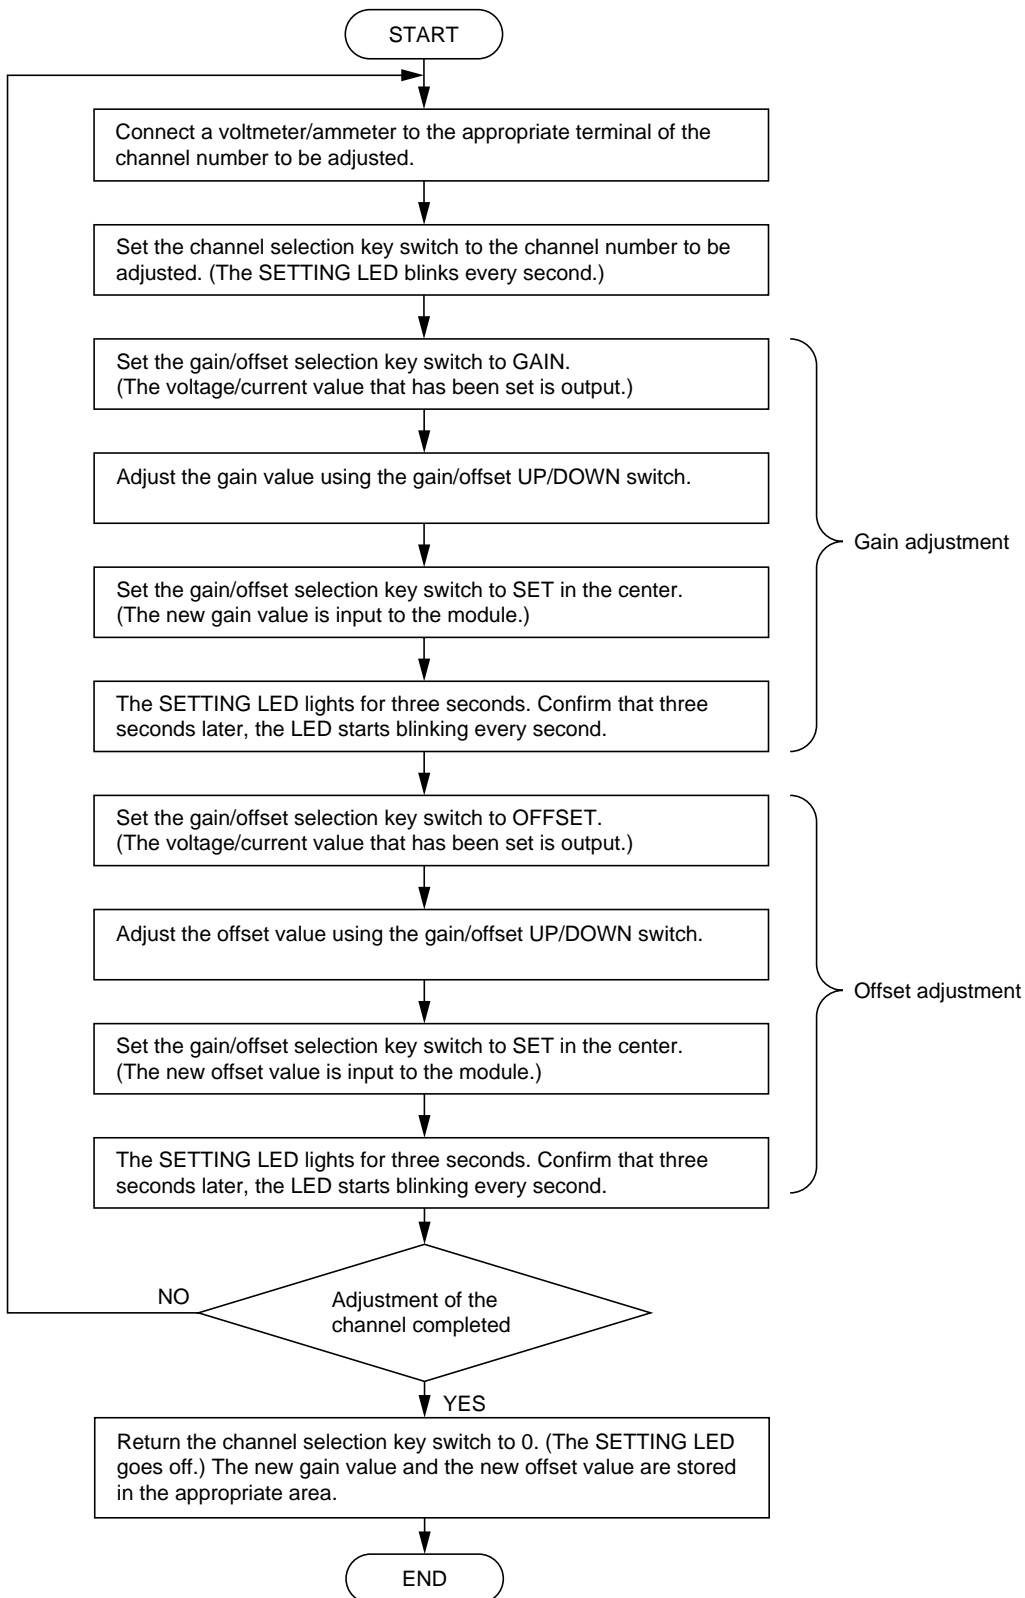 START
Connect a voltmeter/ammeter to the appropriate terminal of the
channel number to be adjusted.
Set the channel selection key switch to the channel number to be
adjusted. (The SETTING LED blinks every second.)
Set the gain/offset selection key switch to GAIN.
(The voltage/current value that has been set is output.)
Adjust the gain value using the gain/offset UP/DOWN switch.
Gain adjustment
Set the gain/offset selection key switch to SET in the center.
(The new gain value is input to the module.)
The SETTING LED lights for three seconds. Confirm that three
seconds later, the LED starts blinking every second.
Set the gain/offset selection key switch to OFFSET.
(The voltage/current value that has been set is output.)
Adjust the offset value using the gain/offset UP/DOWN switch.
Offset adjustment
Set the gain/offset selection key switch to SET in the center.
(The new offset value is input to the module.)
The SETTING LED lights for three seconds. Confirm that three
seconds later, the LED starts blinking every second.
NO
Adjustment of the
channel completed
YES
Return the channel selection key switch to 0. (The SETTING LED
goes off.) The new gain value and the new offset value are stored
in the appropriate area.
END